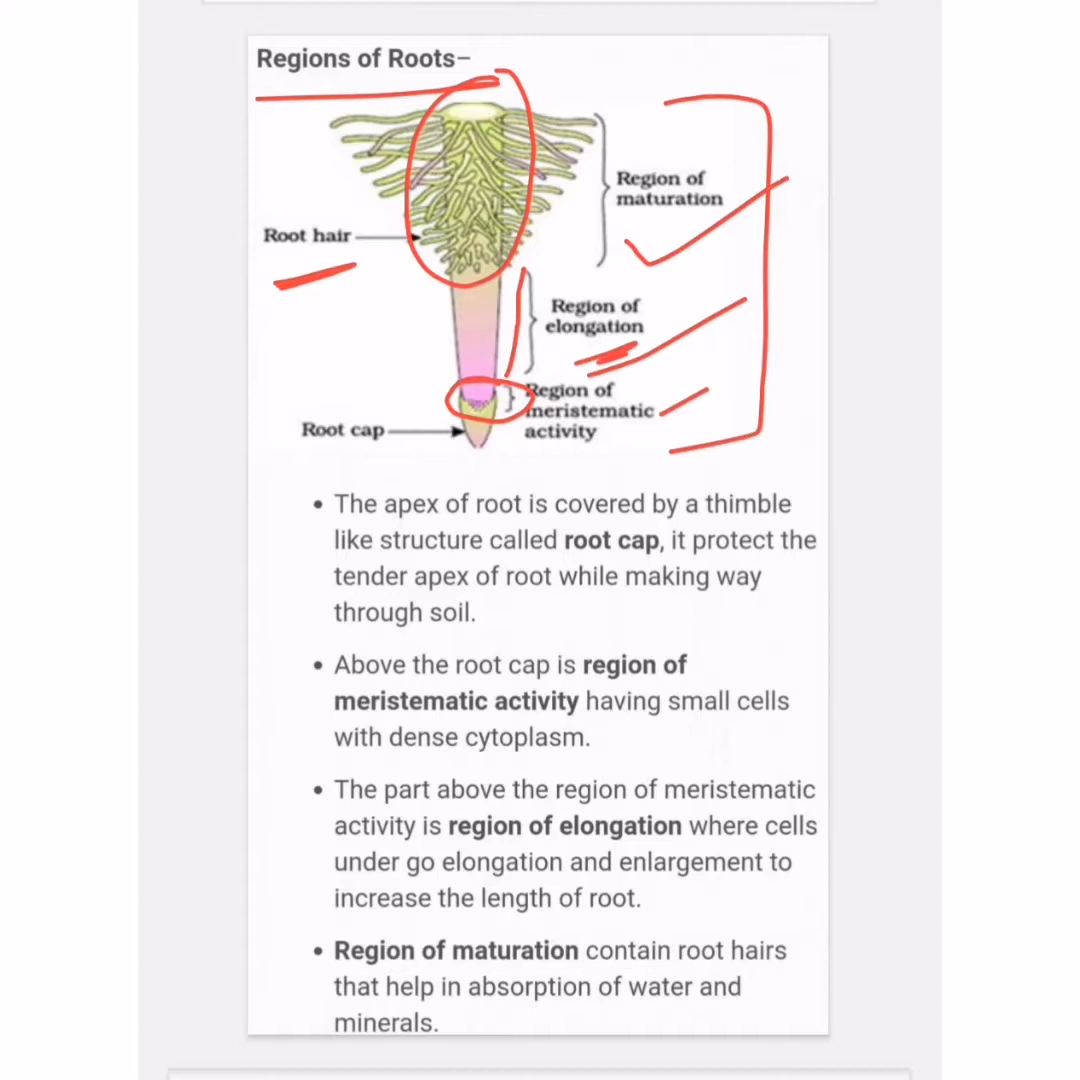 Regions of Roots–
Region of
maturation
Root hair
Region of
elongation
Region of
meristematic
activity
Root cap
• The apex of root is covered by a thimble
like structure called root cap, it protect the
tender apex of root while making way
through soil.
• Above the root cap is region of
meristematic activity having small cells
with dense cytoplasm.
• The part above the region of meristematic
activity is region of elongation where cells
under go elongation and enlargement to
increase the length of root.
• Region of maturation contain root hairs
that help in absorption of water and
minerals.